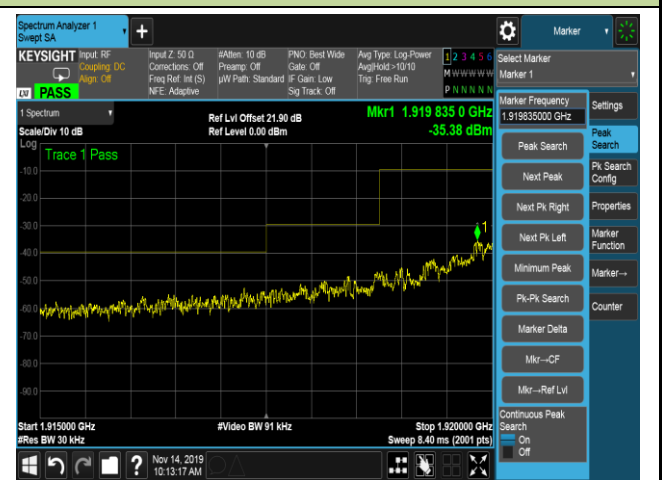 Spectrum Analyzer 1
Swept SA
+
Marker
KEYSIGHT
Input: RF
Coupling: DC
Align: Off
Input Z: 50 Ω
Corrections: Off
Freq Ref: Int (S)
NFE: Adaptive
#Atten: 10 dB
Preamp: Off
µW Path: Standard
PNO: Best Wide
Gate: Off
IF Gain: Low
Sig Track: Off
Avg Type: Log-Power
Avg|Hold:>10/10
Trig: Free Run
1 2 3 4 5 6
M W W W W W
P N N N N N
LXI PASS
Select Marker
Marker 1
1 Spectrum
Scale/Div 10 dB
Ref Lvl Offset 21.90 dB
Ref Level 0.00 dBm
Mkr1 1.919 835 0 GHz
-35.38 dBm
Log
Trace 1 Pass
-10.0
-20.0
-30.0
-40.0
-50.0
-60.0
-70.0
-80.0
-90.0
1
Start 1.915000 GHz
#Res BW 30 kHz
#Video BW 91 kHz
Stop 1.920000 GHz
Sweep 8.40 ms (2001 pts)
Marker Frequency
1.919835000 GHz
Peak Search
Next Peak
Next Pk Right
Next Pk Left
Minimum Peak
Pk-Pk Search
Marker Delta
Mkr→CF
Mkr→Ref Lvl
Continuous Peak
Search
On
Off
Settings
Peak
Search
Pk Search
Config
Properties
Marker
Function
Marker→
Counter
?
Nov 14, 2019
10:13:17 AM